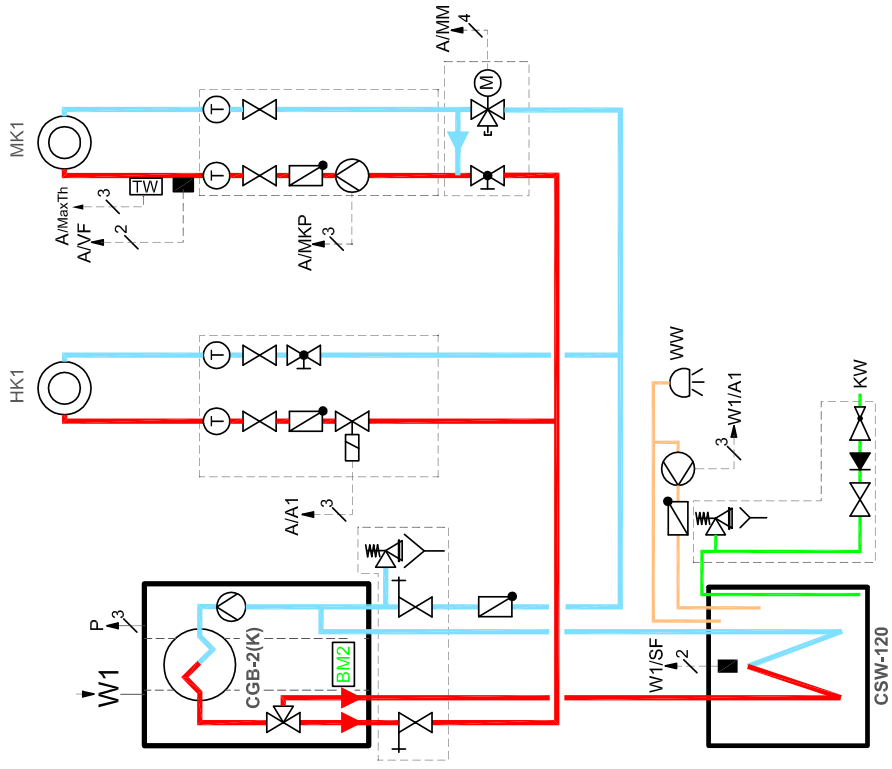 MK1
A/MM
4
M
T
T
TW
A/MaxTh
3
A/VF
2
A/MKP
3
HK1
T
T
A/A1
3
WW
KW
W1/A1
3
P
3
W1
CGB-2(K)
BM2
W1/SF
2
CSW-120